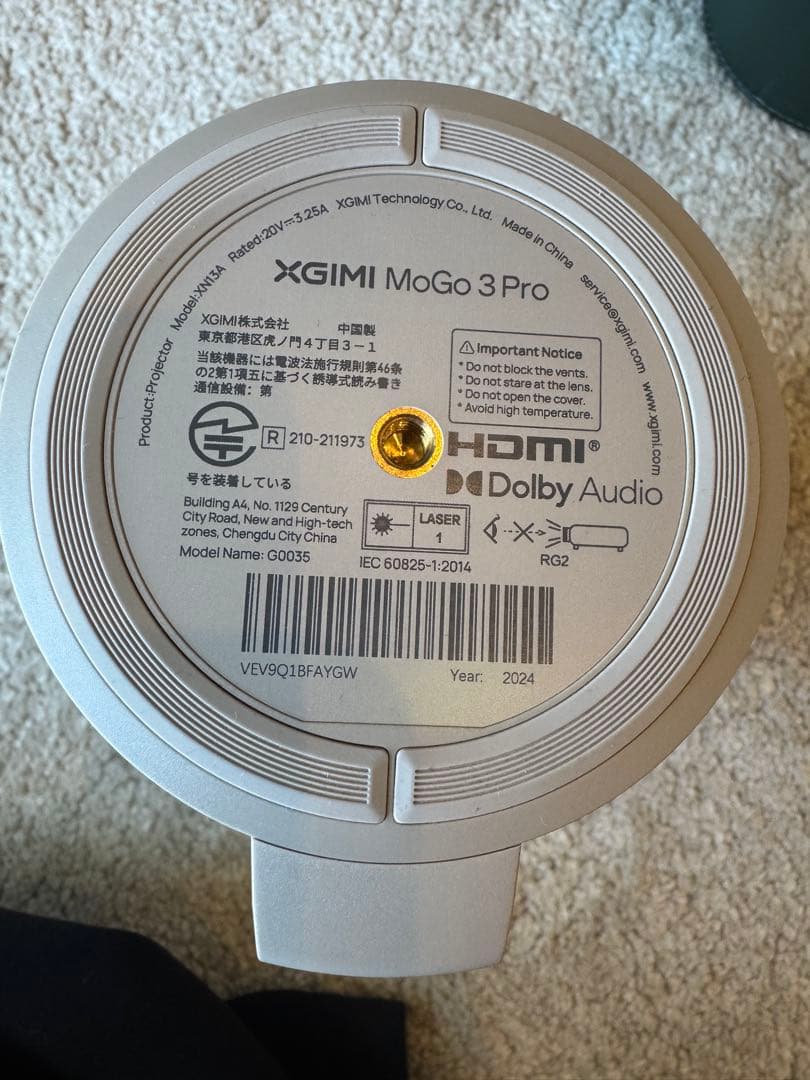 Product:Projector Model:XN13A Rated:20V⎓3.25A XGIMI Technology Co., Ltd. Made in China service@xgimi.com www.xgimi.com
XGIMI MoGo 3 Pro
XGIMI株式会社 中国製
東京都港区虎ノ門4丁目3-1
当該機器には電波法施行規則第46条
の2第1項五に基づく誘導式読み書き
通信設備: 第
R 210-211973
号を装着している
Important Notice
* Do not block the vents.
* Do not stare at the lens.
* Do not open the cover.
* Avoid high temperature.
HDMI®
Dolby Audio
Building A4, No. 1129 Century
City Road, New and High-tech
zones, Chengdu City China
Model Name: G0035
LASER
1
IEC 60825-1:2014
RG2
VEV9Q1BFAYGW
Year: 2024